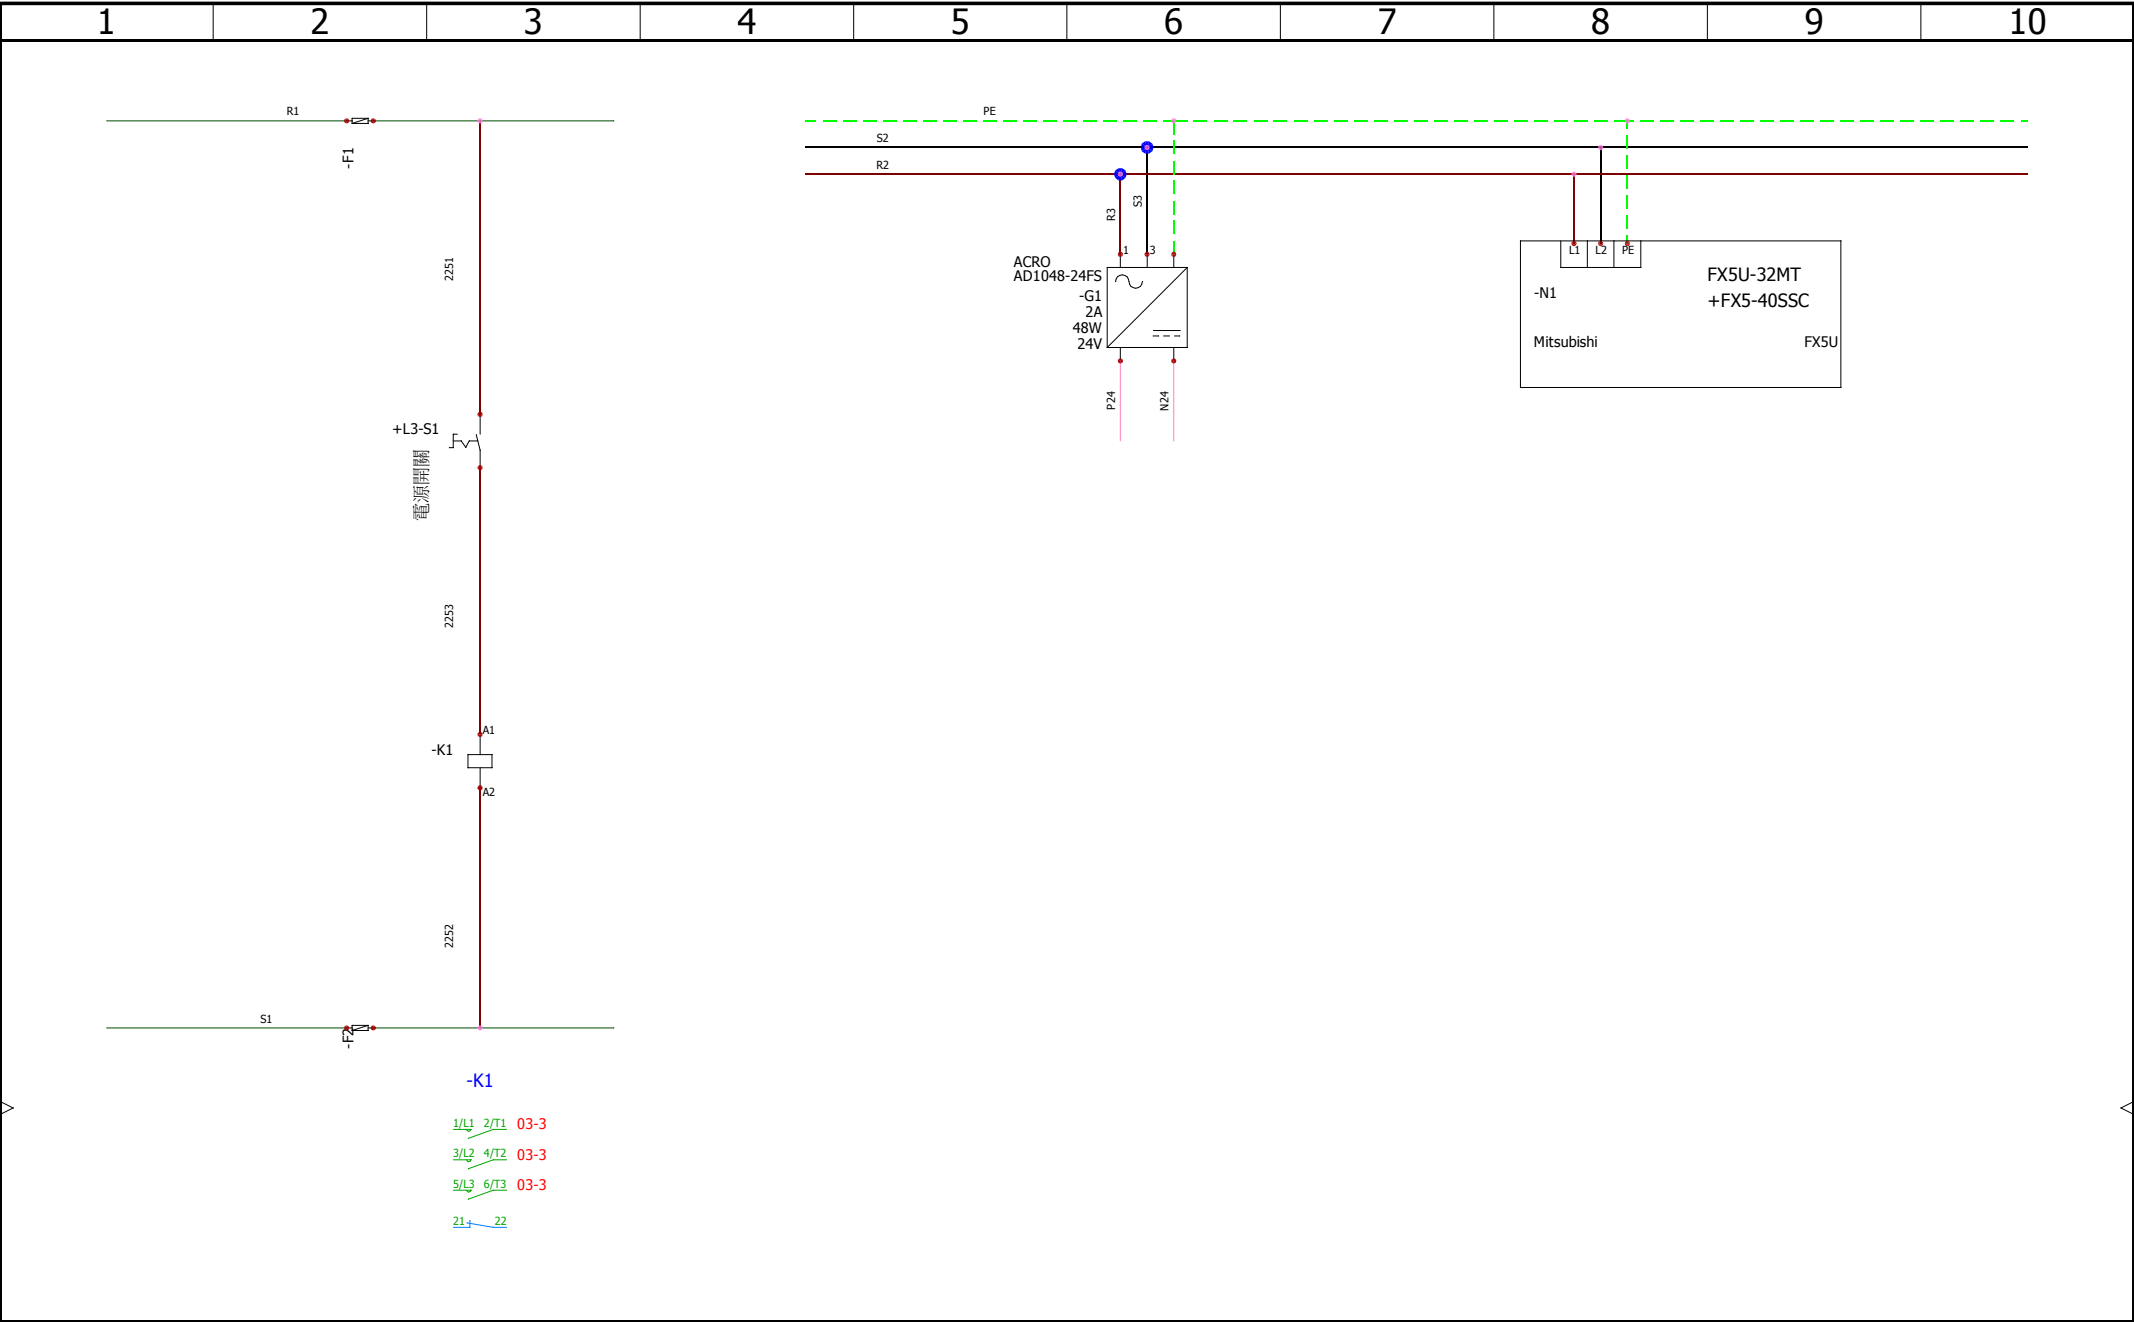 1 2 3 4 5 6 7 8 9 10
R1
-F1
2251
+L3-S1
電源開關
2253
A1
-K1
A2
2252
S1
-F2
-K1
1/L1 2/T1 03-3
3/L2 4/T2 03-3
5/L3 6/T3 03-3
21 22
PE
S2
R2
R3
S3
1 3
ACRO
AD1048-24FS
-G1
2A
48W
24V
P24
N24
L1 L2 PE
FX5U-32MT
+FX5-40SSC
-N1
Mitsubishi FX5U